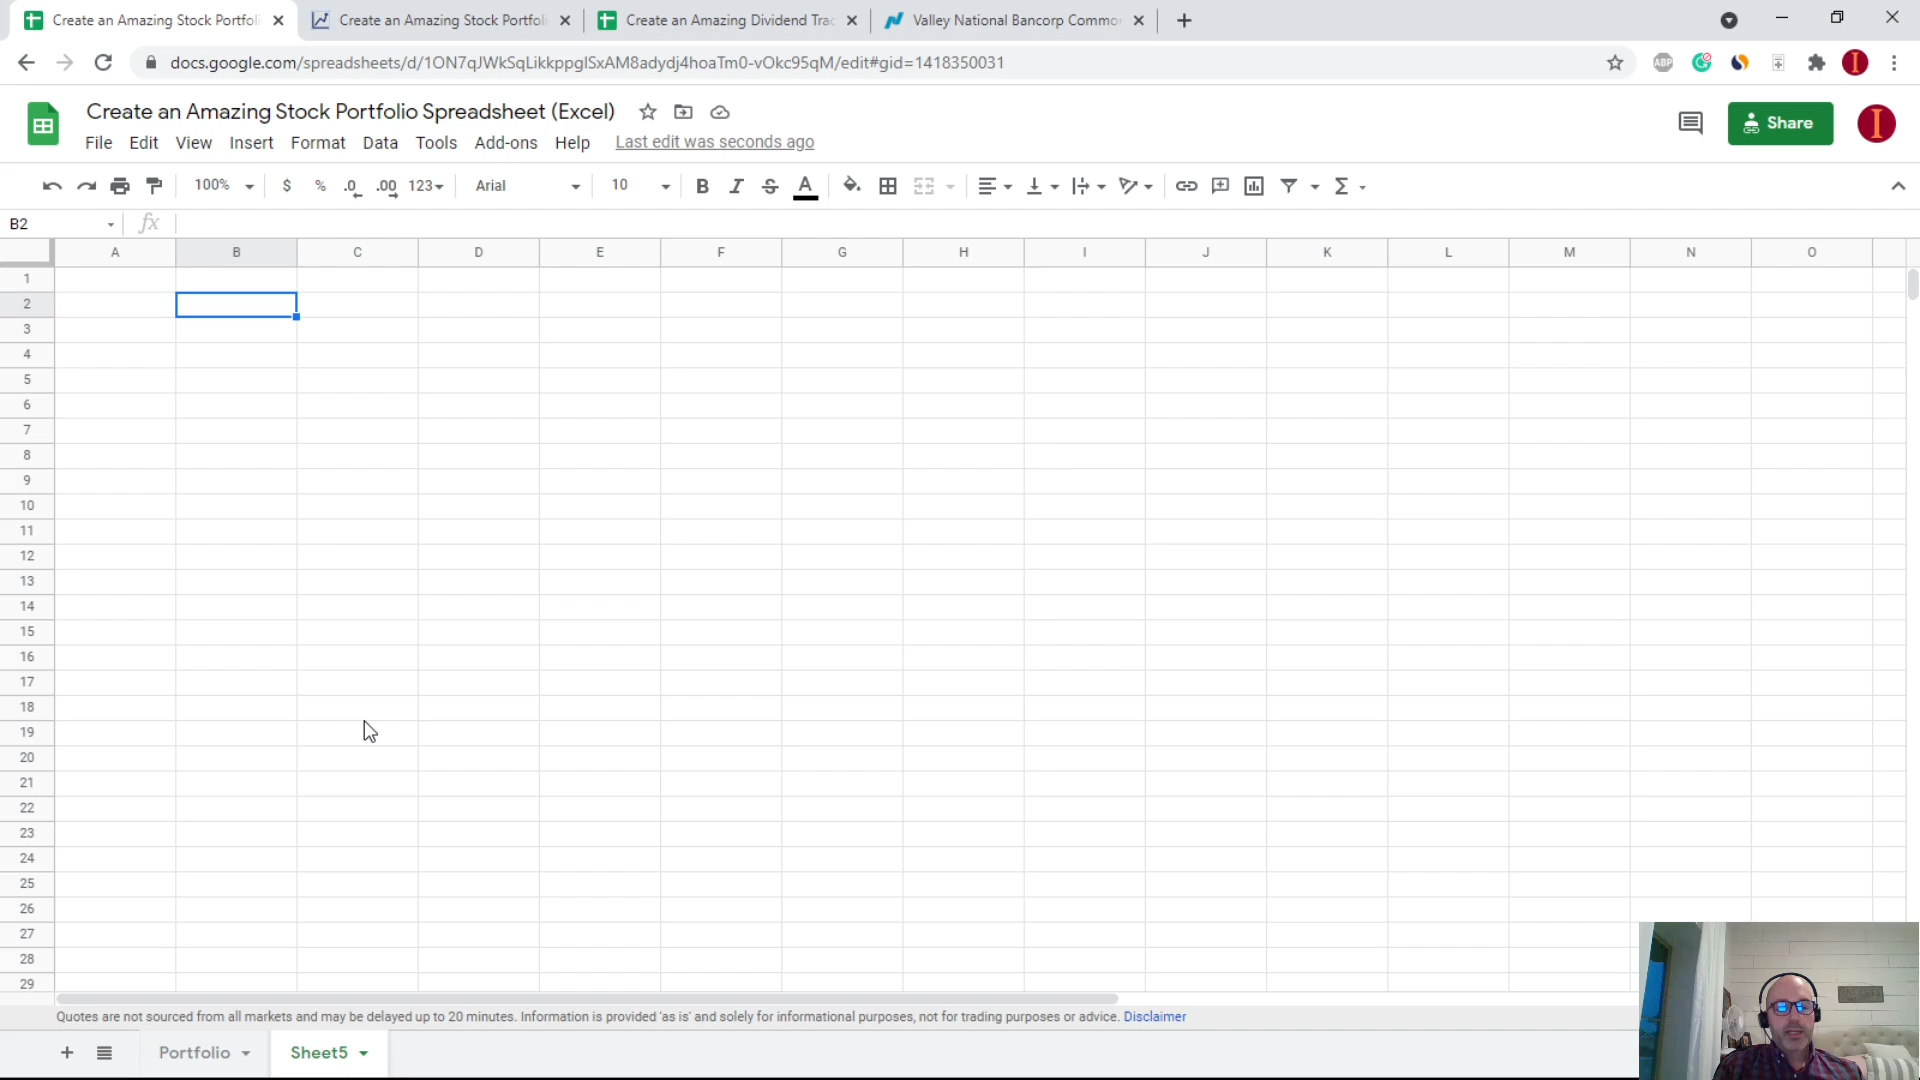 Create an Amazing Stock Portfoli
Create an Amazing Stock Portfoli
Create an Amazing Dividend Trac
Valley National Bancorp Commo
docs.google.com/spreadsheets/d/1ON7qJWkSqLikkppgISxAM8adydj4hoaTm0-vOkc95qM/edit#gid=1418350031
ABP
I
Create an Amazing Stock Portfolio Spreadsheet (Excel)
Share
I
File Edit View Insert Format Data Tools Add-ons Help Last edit was seconds ago
100% $ % .0 .00 123 Arial 10 B I S A Σ
B2 fx
A B C D E F G H I J K L M N O
1
2
3
4
5
6
7
8
9
10
11
12
13
14
15
16
17
18
19
20
21
22
23
24
25
26
27
28
29
Quotes are not sourced from all markets and may be delayed up to 20 minutes. Information is provided 'as is' and solely for informational purposes, not for trading purposes or advice. Disclaimer
Portfolio Sheet5